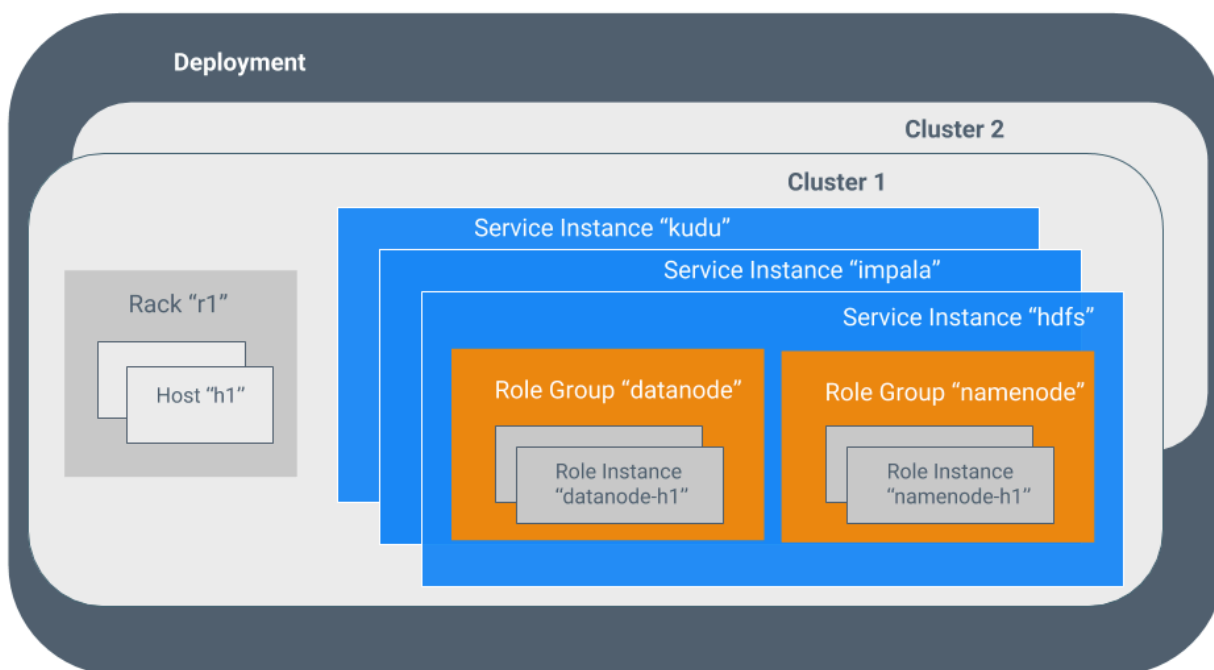 Deployment
Cluster 2
Cluster 1
Service Instance “kudu”
Service Instance “impala”
Service Instance “hdfs”
Rack “r1”
Host “h1”
Role Group “datanode”
Role Instance
“datanode-h1”
Role Group “namenode”
Role Instance
“namenode-h1”